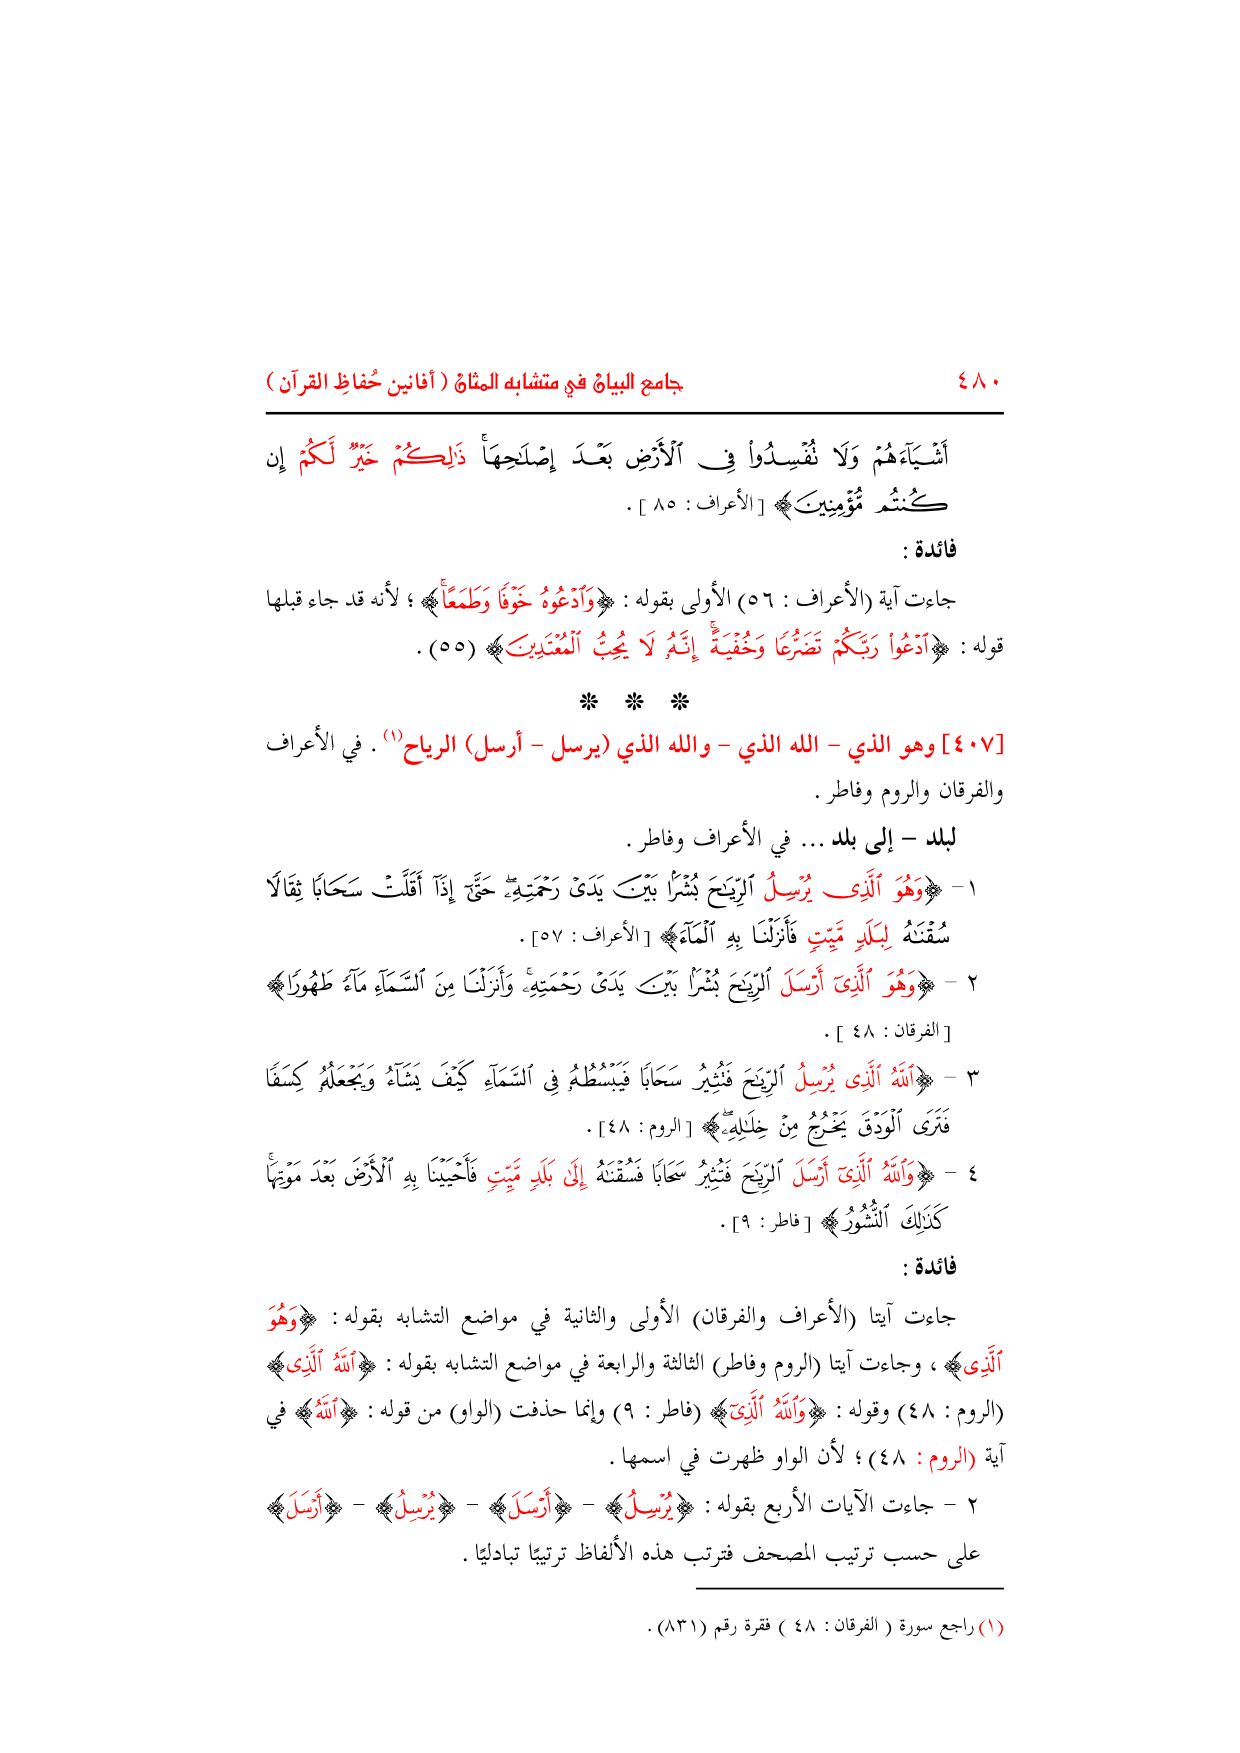 ٤٨٠ جامع البيان في متشابه المثان ( أفانين حُفاظِ القرآن )
أَشۡيَآءَهُمۡ وَلَا تُفۡسِدُواْ فِي ٱلۡأَرۡضِ بَعۡدَ إِصۡلَٰحِهَاۚ ذَٰلِكُمۡ خَيۡرٞ لَّكُمۡ إِن
كُنتُم مُّؤۡمِنِينَ﴾ [ الأعراف : ٨٥ ] .
فائدة :
جاءت آية (الأعراف : ٥٦) الأولى بقوله : ﴿وَٱدۡعُوهُ خَوۡفٗا وَطَمَعًاۚ﴾ ؛ لأنه قد جاء قبلها
قوله : ﴿ٱدۡعُواْ رَبَّكُمۡ تَضَرُّعٗا وَخُفۡيَةًۚ إِنَّهُۥ لَا يُحِبُّ ٱلۡمُعۡتَدِينَ﴾ (٥٥) .
❊ ❊ ❊
[٤٠٧] وهو الذي – الله الذي – والله الذي (يرسل – أرسل) الرياح(١) . في الأعراف
والفرقان والروم وفاطر .
لبلد – إلى بلد ... في الأعراف وفاطر .
١ – ﴿وَهُوَ ٱلَّذِي يُرۡسِلُ ٱلرِّيَٰحَ بُشۡرَۢا بَيۡنَ يَدَيۡ رَحۡمَتِهِۦۖ حَتَّىٰٓ إِذَآ أَقَلَّتۡ سَحَابٗا ثِقَالٗا
سُقۡنَٰهُ لِبَلَدٖ مَّيِّتٖ فَأَنزَلۡنَا بِهِ ٱلۡمَآءَ﴾ [ الأعراف : ٥٧] .
٢ – ﴿وَهُوَ ٱلَّذِيٓ أَرۡسَلَ ٱلرِّيَٰحَ بُشۡرَۢا بَيۡنَ يَدَيۡ رَحۡمَتِهِۦۚ وَأَنزَلۡنَا مِنَ ٱلسَّمَآءِ مَآءٗ طَهُورٗا﴾
[ الفرقان : ٤٨ ] .
٣ – ﴿ٱللَّهُ ٱلَّذِي يُرۡسِلُ ٱلرِّيَٰحَ فَتُثِيرُ سَحَابٗا فَيَبۡسُطُهُۥ فِي ٱلسَّمَآءِ كَيۡفَ يَشَآءُ وَيَجۡعَلُهُۥ كِسَفٗا
فَتَرَى ٱلۡوَدۡقَ يَخۡرُجُ مِنۡ خِلَٰلِهِۦۖ﴾ [ الروم : ٤٨] .
٤ – ﴿وَٱللَّهُ ٱلَّذِيٓ أَرۡسَلَ ٱلرِّيَٰحَ فَتُثِيرُ سَحَابٗا فَسُقۡنَٰهُ إِلَىٰ بَلَدٖ مَّيِّتٖ فَأَحۡيَيۡنَا بِهِ ٱلۡأَرۡضَ بَعۡدَ مَوۡتِهَاۚ
كَذَٰلِكَ ٱلنُّشُورُ﴾ [ فاطر : ٩] .
فائدة :
جاءت آيتا (الأعراف والفرقان) الأولى والثانية في مواضع التشابه بقوله : ﴿وَهُوَ
ٱلَّذِي﴾ ، وجاءت آيتا (الروم وفاطر) الثالثة والرابعة في مواضع التشابه بقوله : ﴿ٱللَّهُ ٱلَّذِي﴾
(الروم : ٤٨) وقوله : ﴿وَٱللَّهُ ٱلَّذِيٓ﴾ (فاطر : ٩) وإنما حذفت (الواو) من قوله : ﴿ٱللَّهُ﴾ في
آية (الروم : ٤٨)؛ لأن الواو ظهرت في اسمها .
٢ – جاءت الآيات الأربع بقوله : ﴿يُرۡسِلُ﴾ – ﴿أَرۡسَلَ﴾ – ﴿يُرۡسِلُ﴾ – ﴿أَرۡسَلَ﴾
على حسب ترتيب المصحف فترتب هذه الألفاظ ترتيبًا تبادليًا .
(١) راجع سورة ( الفرقان : ٤٨ ) فقرة رقم (٨٣١) .